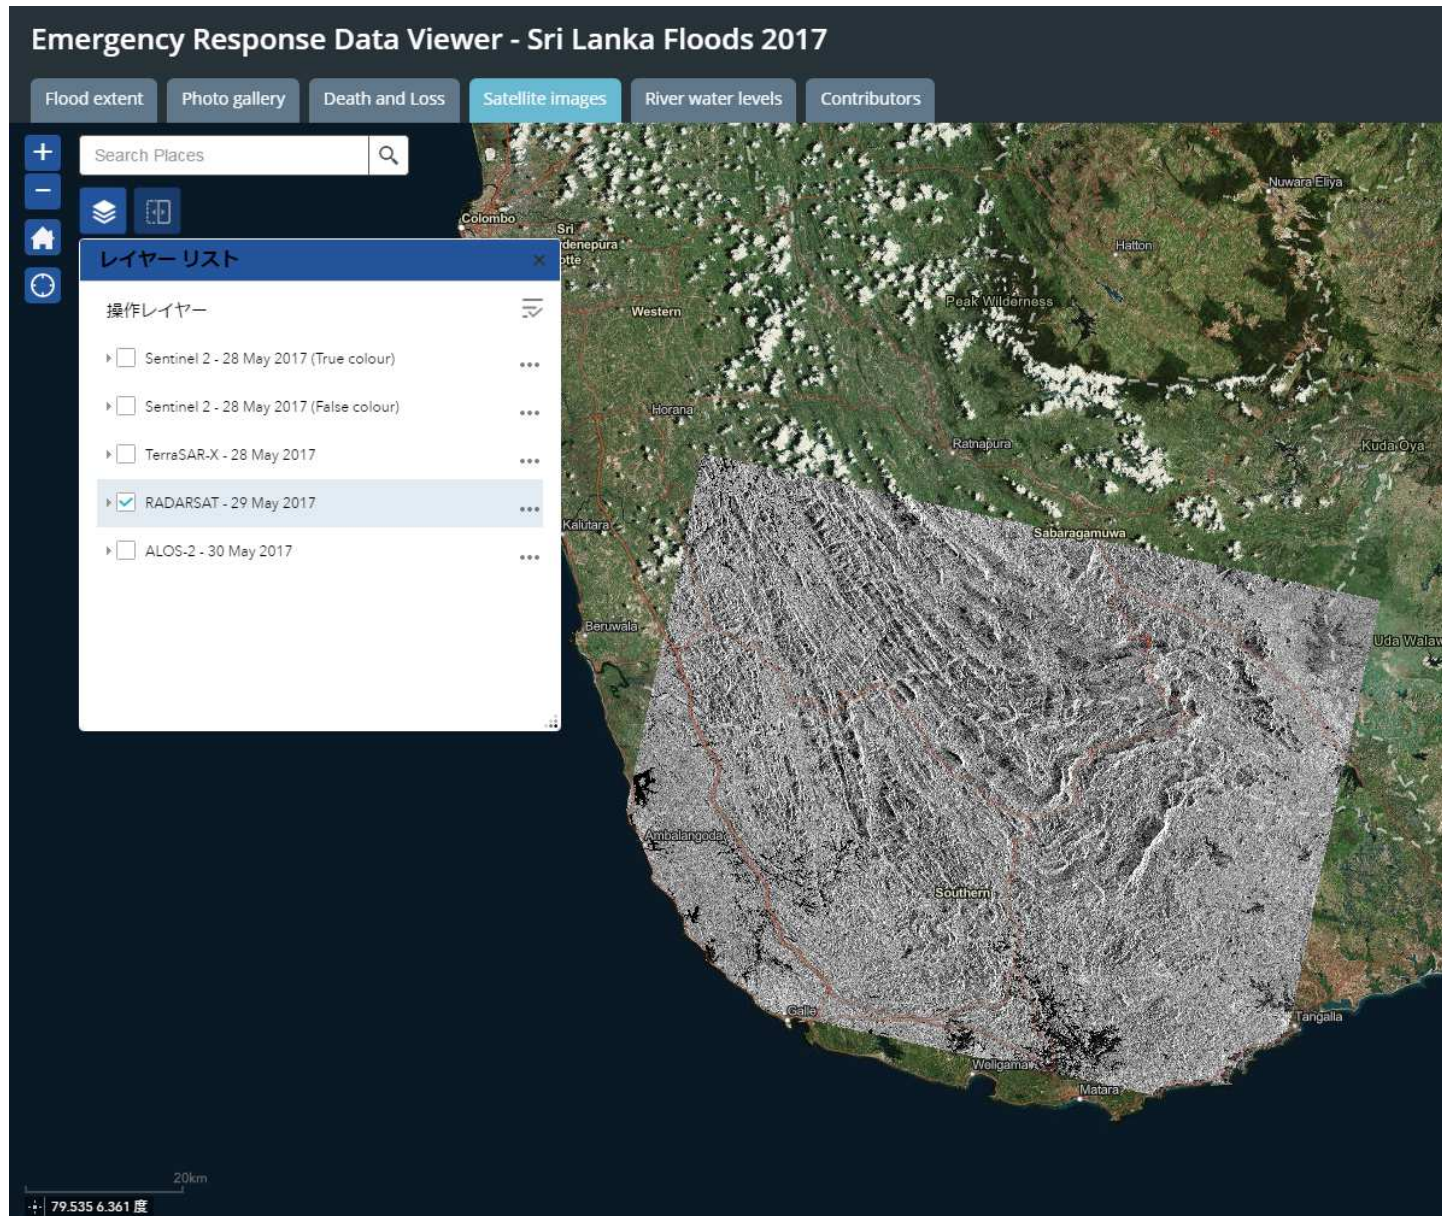 Emergency Response Data Viewer - Sri Lanka Floods 2017
Flood extent
Photo gallery
Death and Loss
Satellite images
River water levels
Contributors
+
Search Places
−
レイヤー リスト
×
操作レイヤー
Sentinel 2 - 28 May 2017 (True colour)
Sentinel 2 - 28 May 2017 (False colour)
TerraSAR-X - 28 May 2017
RADARSAT - 29 May 2017
ALOS-2 - 30 May 2017
Nuwara Eliya
Colombo
Sri
denepura
otte
Hatton
Peak Wilderness
Western
Horana
Ratnapura
Kuda Oya
Kalutara
Sabaragamuwa
Beruwala
Uda Walaw
Ambalangoda
Southern
Galle
Tangalla
Weligama
Matara
20km
79.535 6.361 度